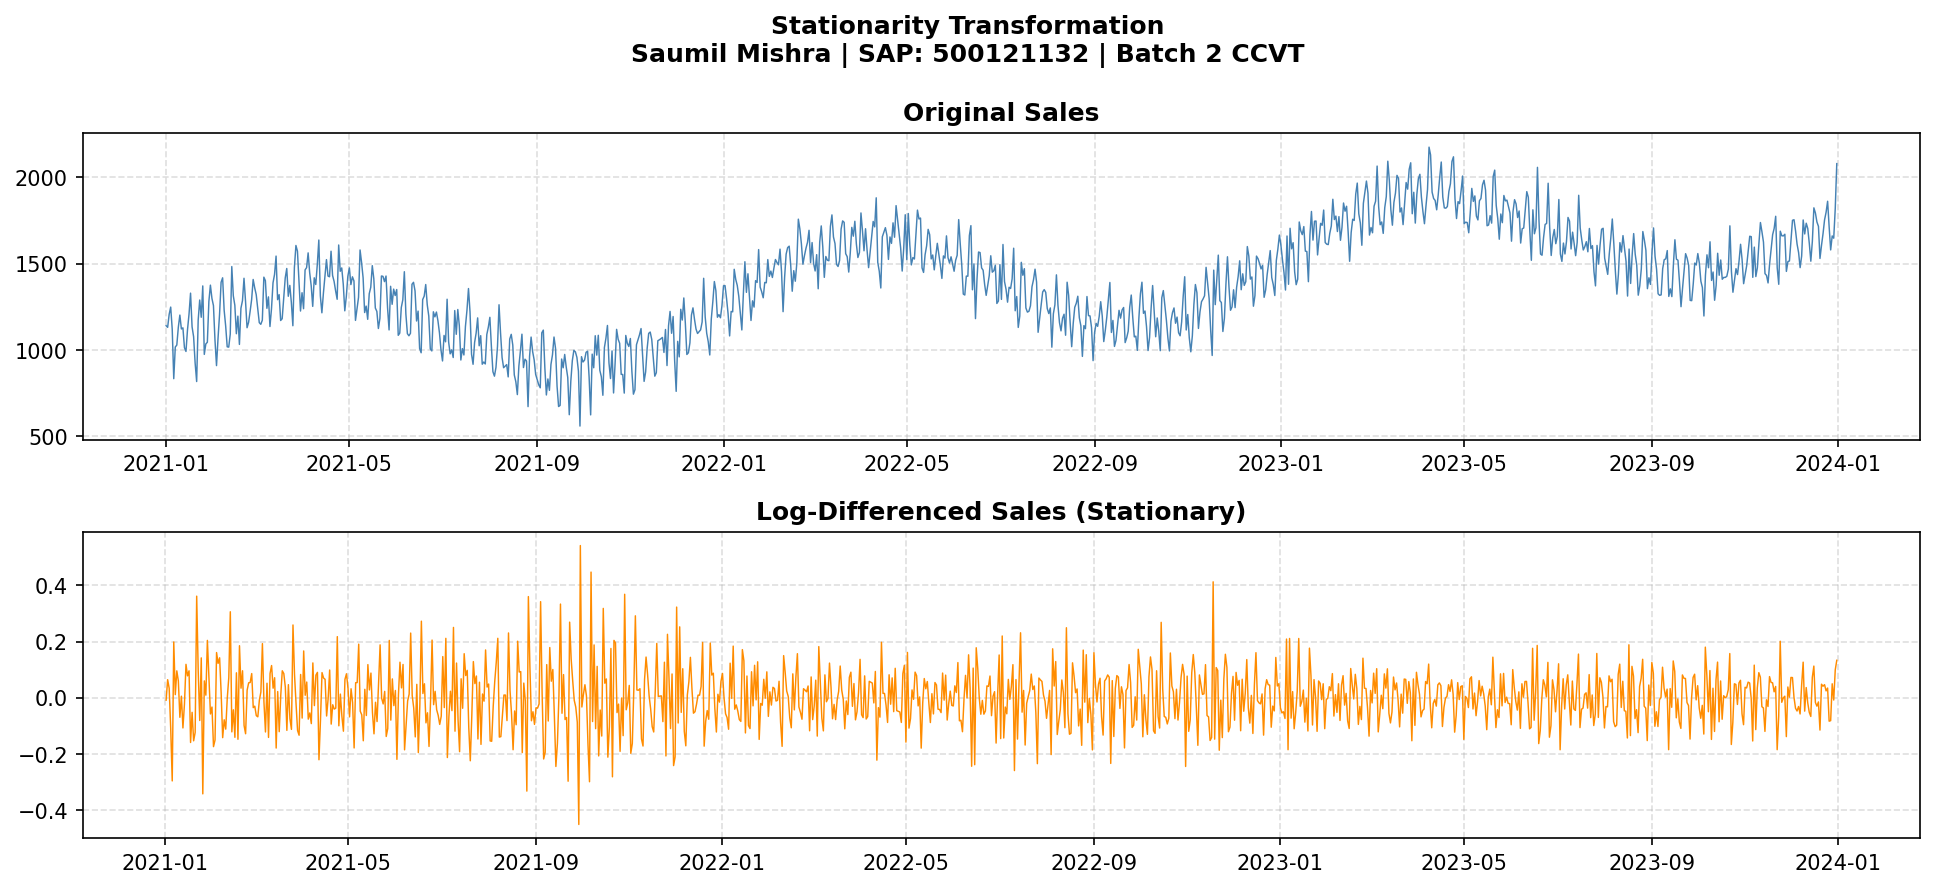 Stationarity Transformation
Saumil Mishra | SAP: 500121132 | Batch 2 CCVT
Original Sales
2000
1500
1000
500
2021-01 2021-05 2021-09 2022-01 2022-05 2022-09 2023-01 2023-05 2023-09 2024-01
Log-Differenced Sales (Stationary)
0.4
0.2
0.0
−0.2
−0.4
2021-01 2021-05 2021-09 2022-01 2022-05 2022-09 2023-01 2023-05 2023-09 2024-01